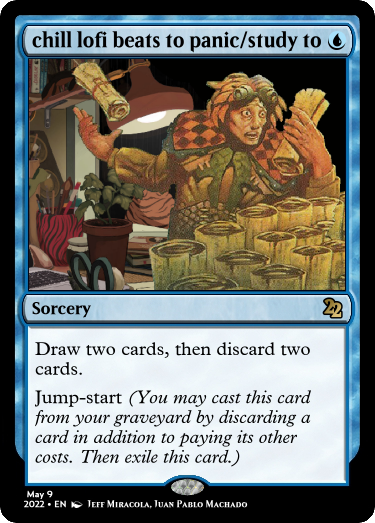 chill lofi beats to panic/study to
Sorcery
22
Draw two cards, then discard two
cards.
Jump-start (You may cast this card
from your graveyard by discarding a
card in addition to paying its other
costs. Then exile this card.)
May 9
2022 • EN Jeff Miracola, Juan Pablo Machado